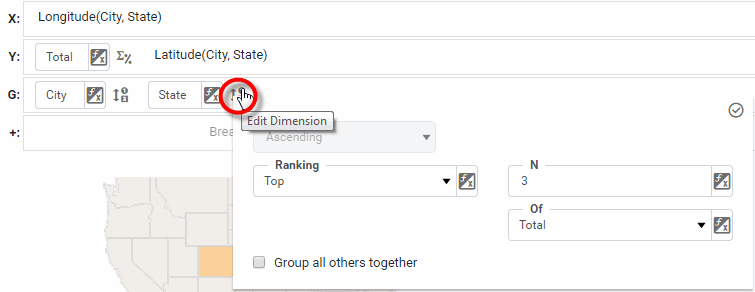 X: Longitude(City, State)
Y: Total Latitude(City, State)
G: City State
Edit Dimension
+: Brea
Ascending
Ranking N
Top 3
Of
Total
Group all others together